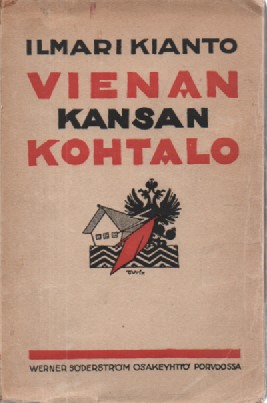 ILMARI KIANTO
VIENAN
KANSAN
KOHTALO
WERNER SÖDERSTRÖM OSAKEYHTIÖ PORVOOSSA